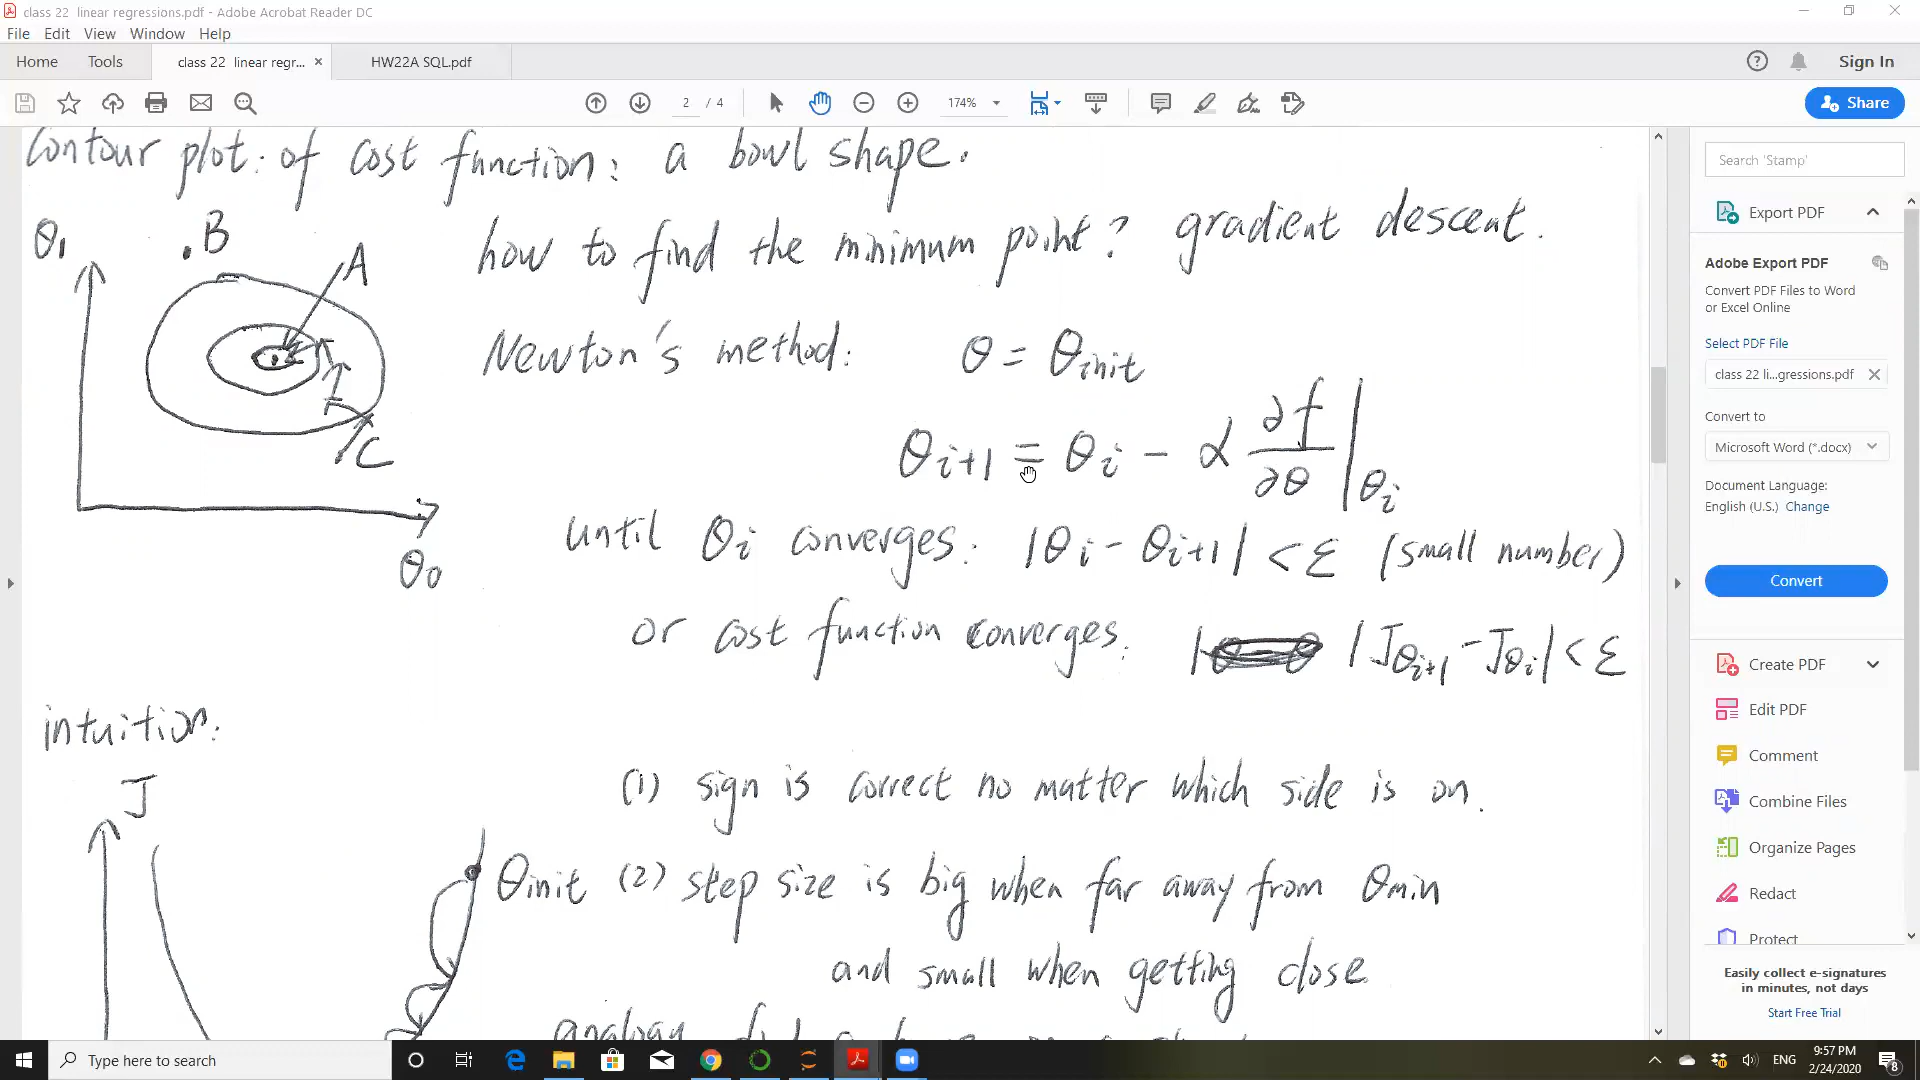 class 22  linear regressions.pdf - Adobe Acrobat Reader DC
File Edit View Window Help
Home Tools class 22  linear regr... × HW22A SQL.pdf Sign In
2 / 4 174% Share
Contour plot: of cost function: a bowl shape.
θ1 .B A
how to find the minimum point? gradient descent.
Newton's method: θ = θinit
θi+1 = θi - α ∂f/∂θ |θi
C
until θi converges: |θi - θi+1| < ε (small number)
θ0
or cost function converges: | |Jθi+1 - Jθi| < ε
intuition:
J
(1) sign is correct no matter which side is on.
θinit (2) step size is big when far away from θmin
and small when getting close
analogy
Search 'Stamp'
Export PDF
Adobe Export PDF
Convert PDF Files to Word
or Excel Online
Select PDF File
class 22 li...gressions.pdf ×
Convert to
Microsoft Word (*.docx)
Document Language:
English (U.S.) Change
Convert
Create PDF
Edit PDF
Comment
Combine Files
Organize Pages
Redact
Protect
Easily collect e-signatures
in minutes, not days
Start Free Trial
Type here to search
ENG
9:57 PM
2/24/2020
8